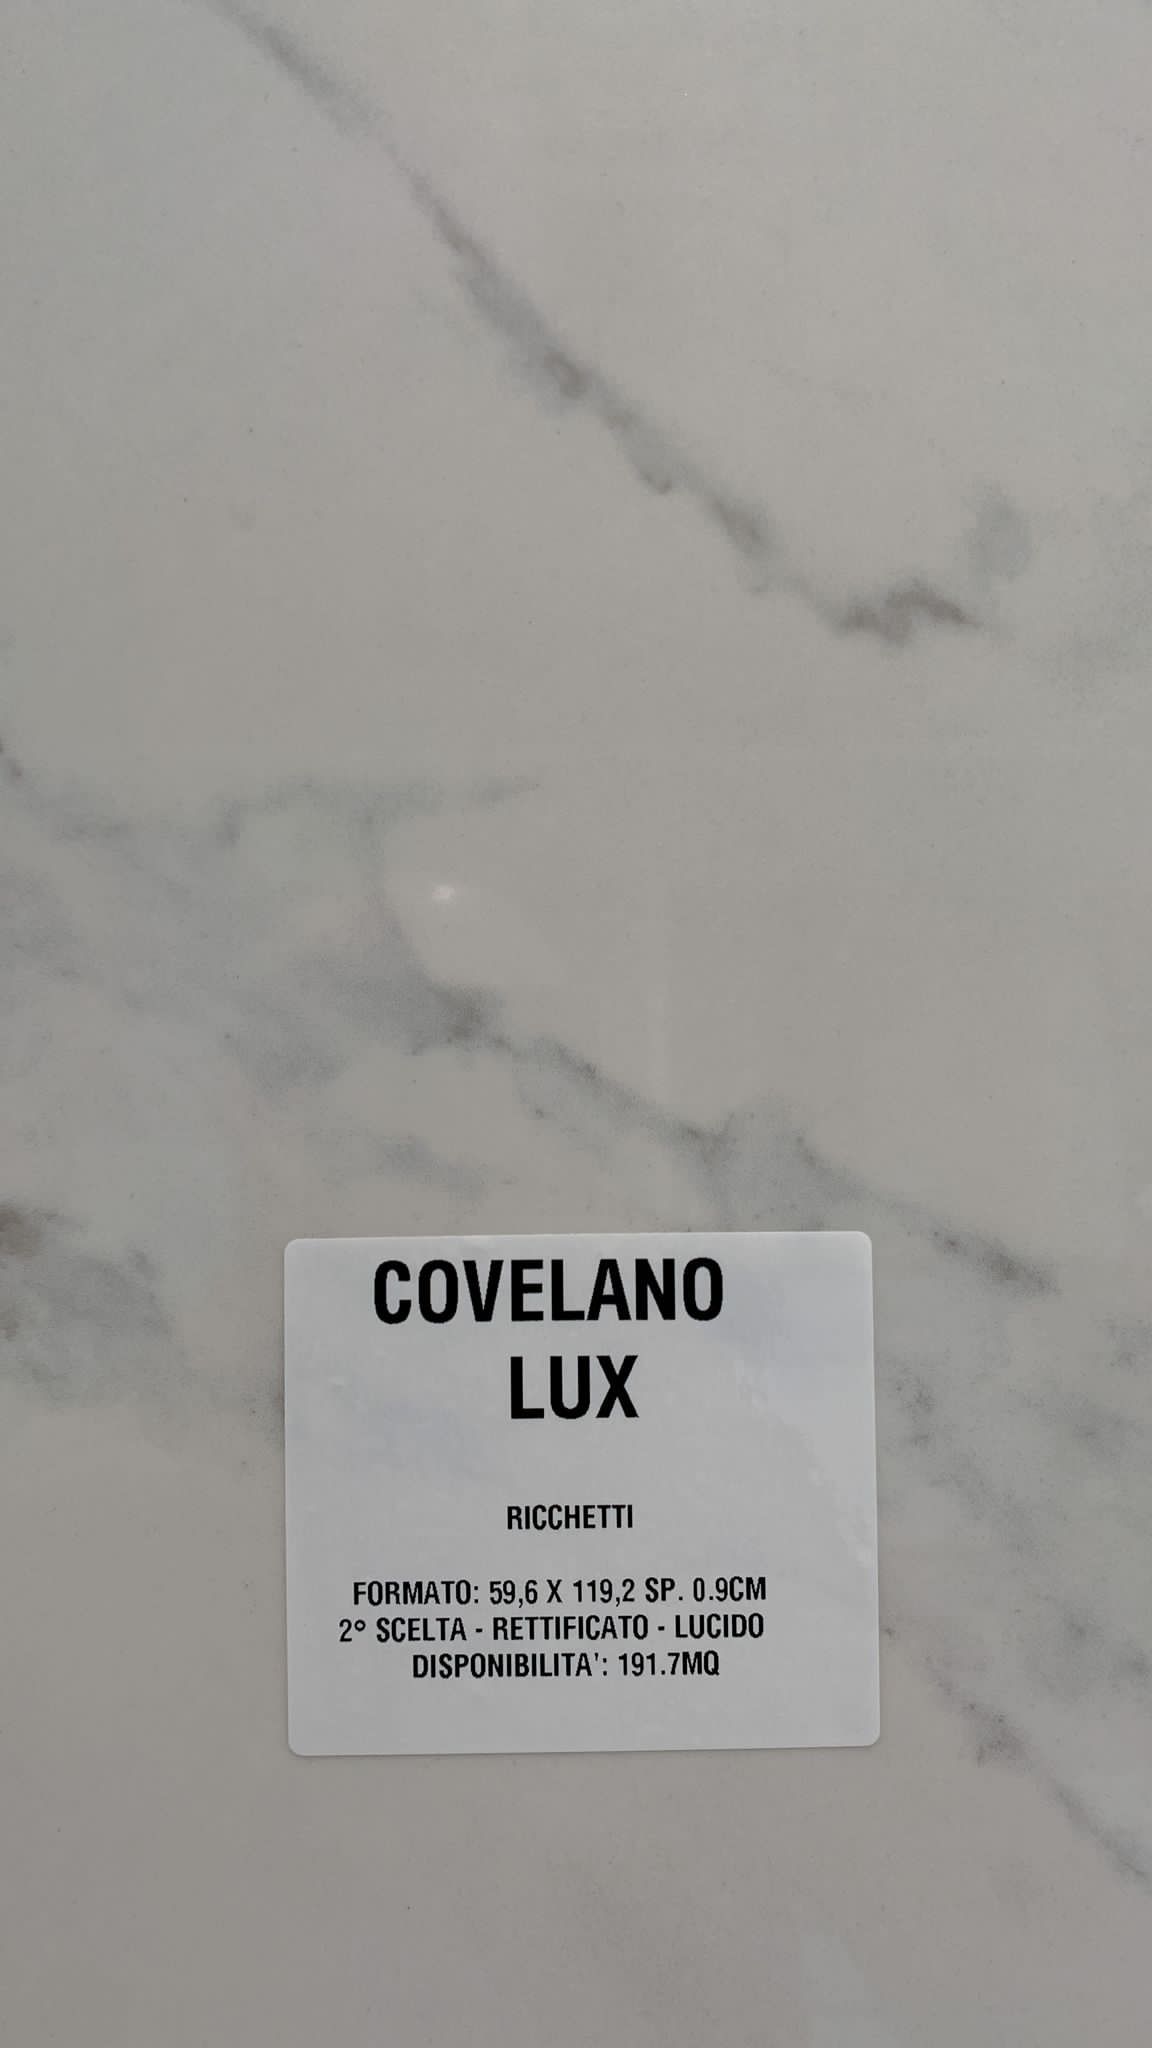 COVELANO
LUX
RICCHETTI
FORMATO: 59,6 X 119,2 SP. 0.9CM
2° SCELTA - RETTIFICATO - LUCIDO
DISPONIBILITA': 191.7MQ